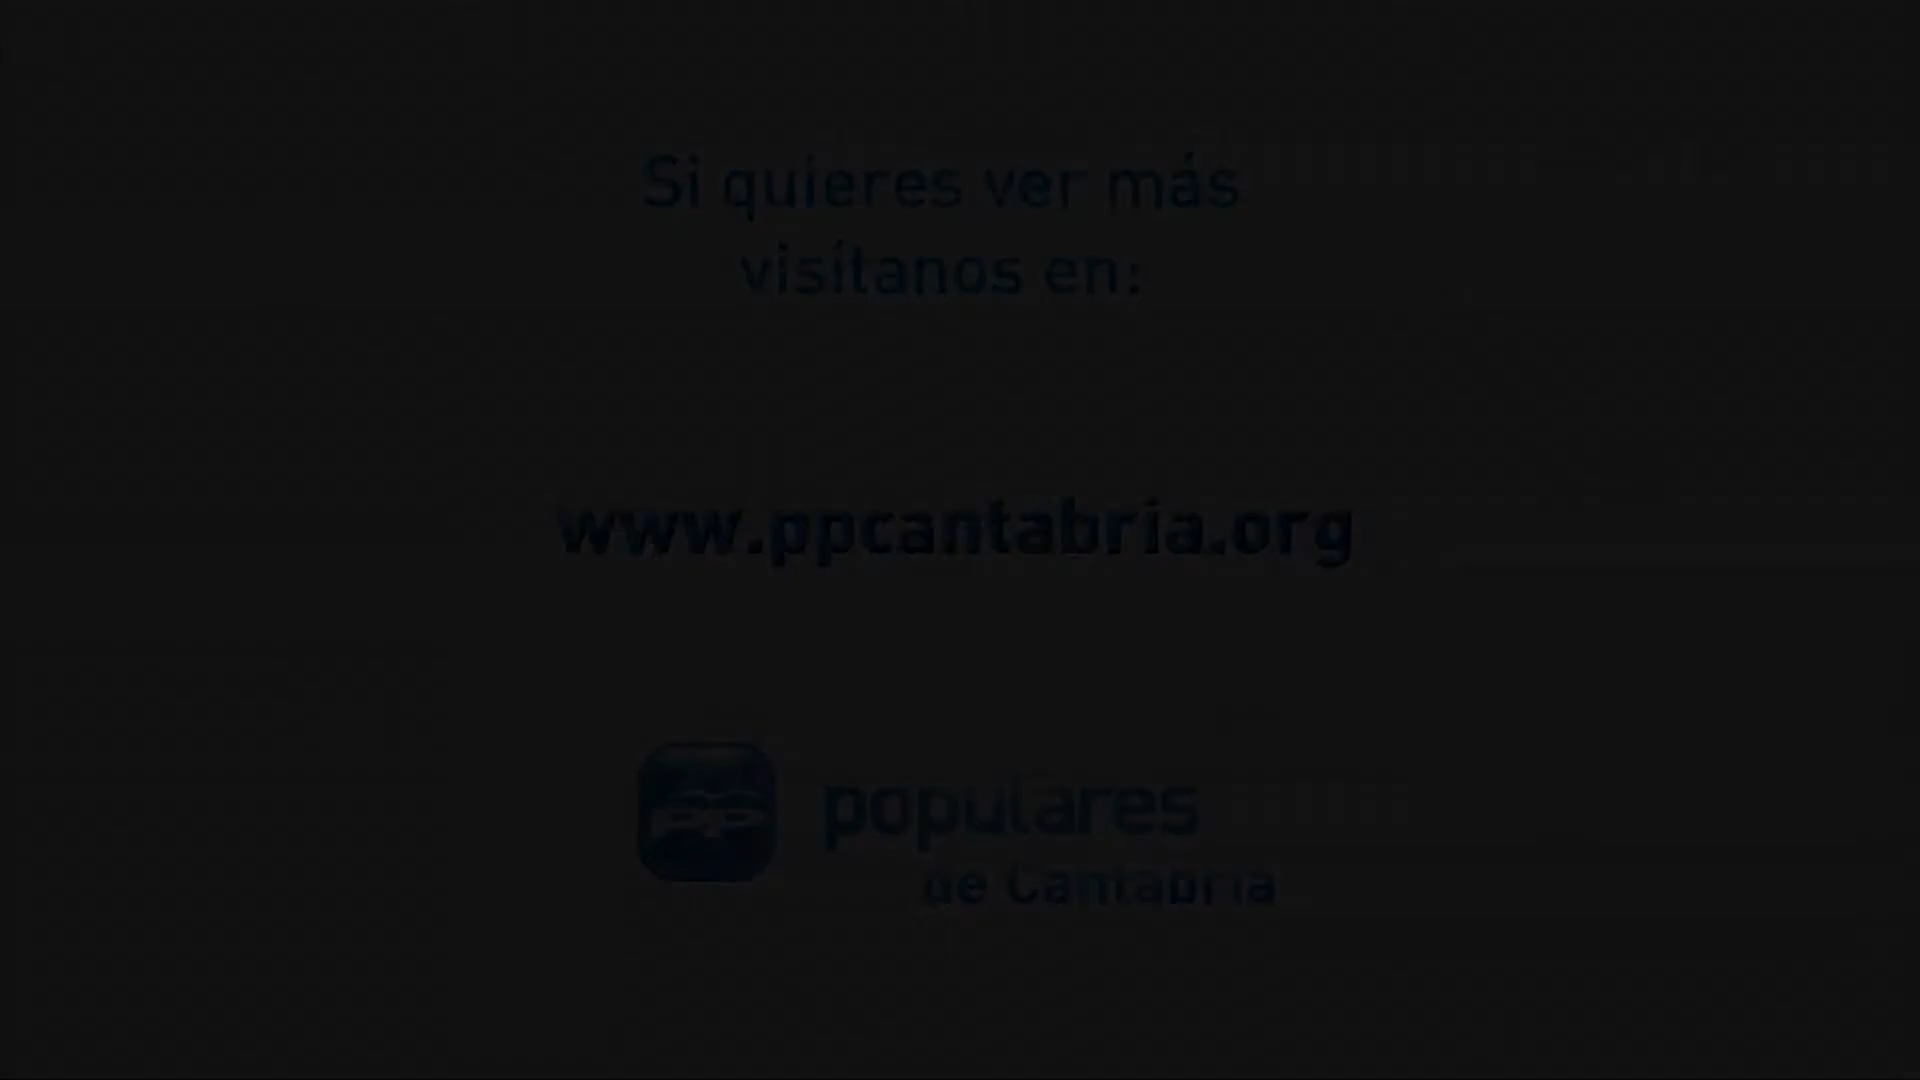 Si quieres ver más
visítanos en:
www.ppcantabria.org
PP populares
de Cantabria